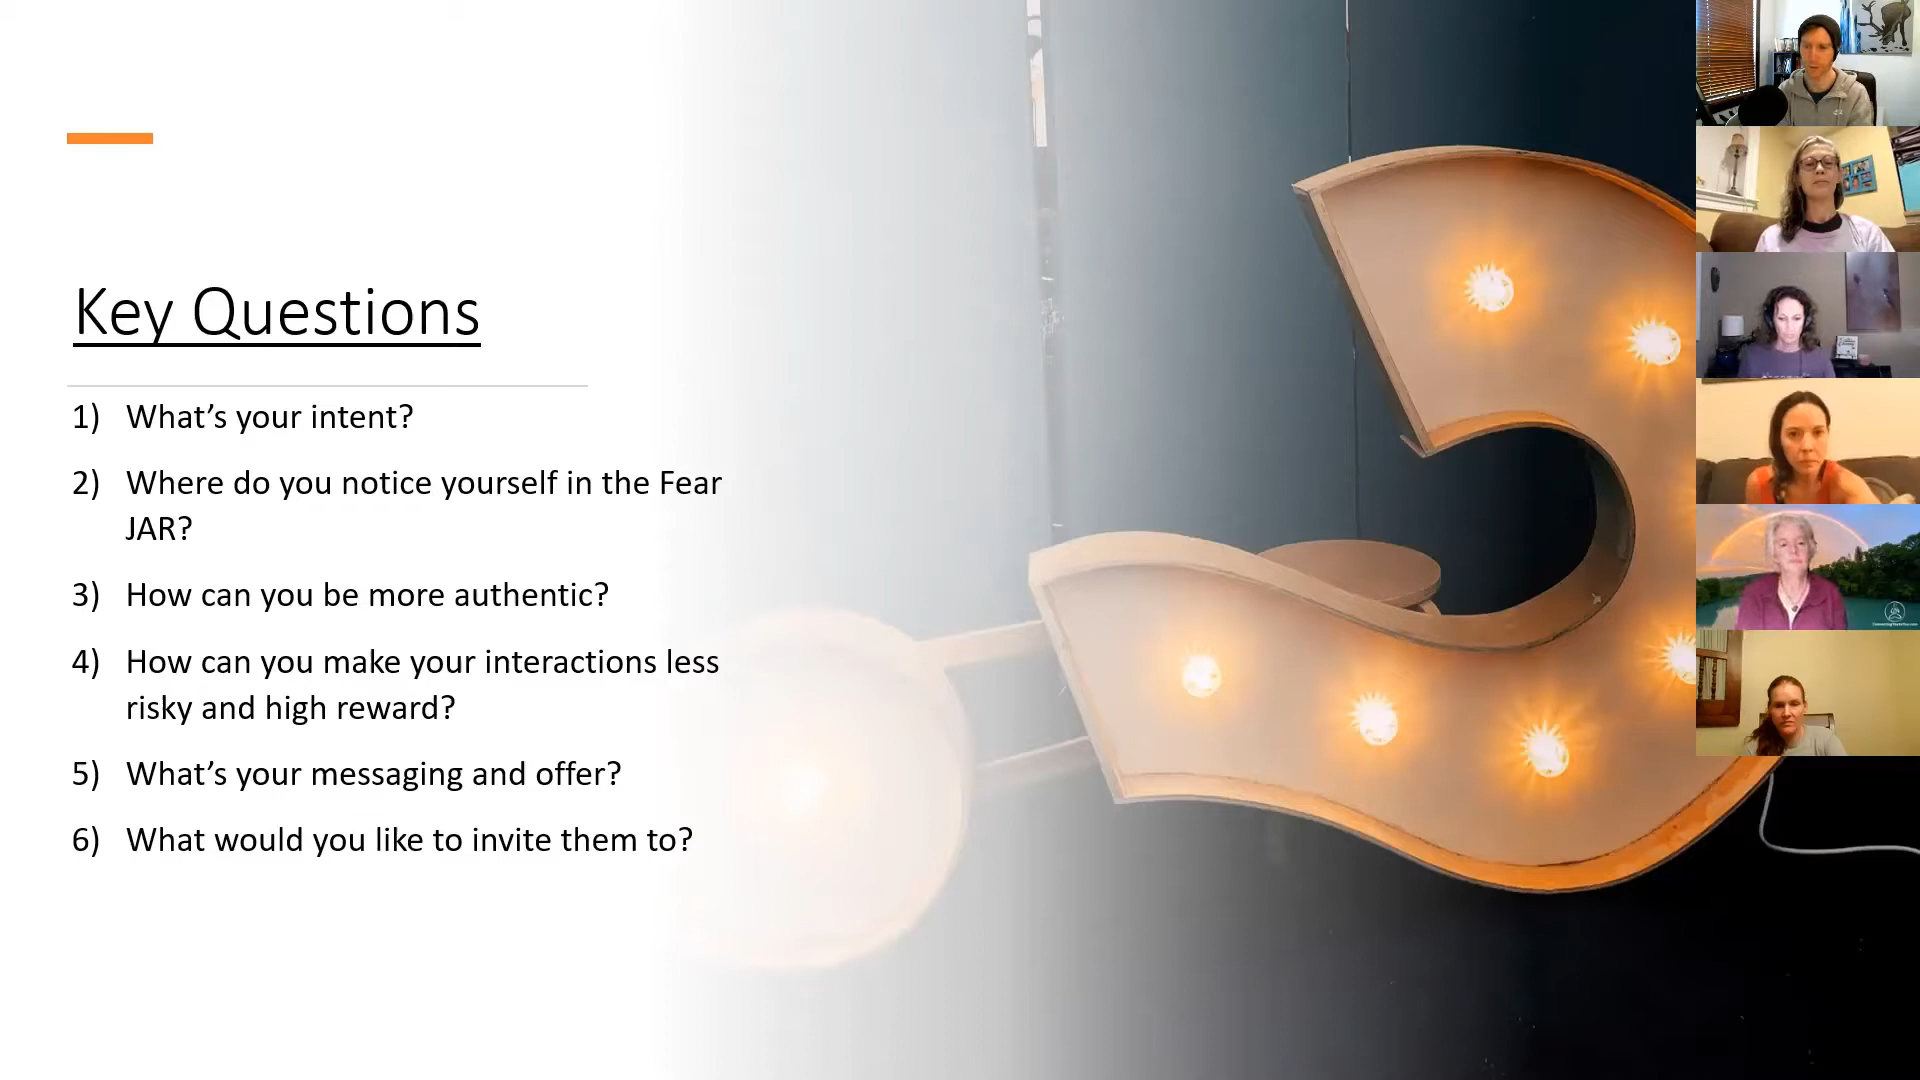 Key Questions
1) What's your intent?
2) Where do you notice yourself in the Fear
JAR?
3) How can you be more authentic?
4) How can you make your interactions less
risky and high reward?
5) What's your messaging and offer?
6) What would you like to invite them to?